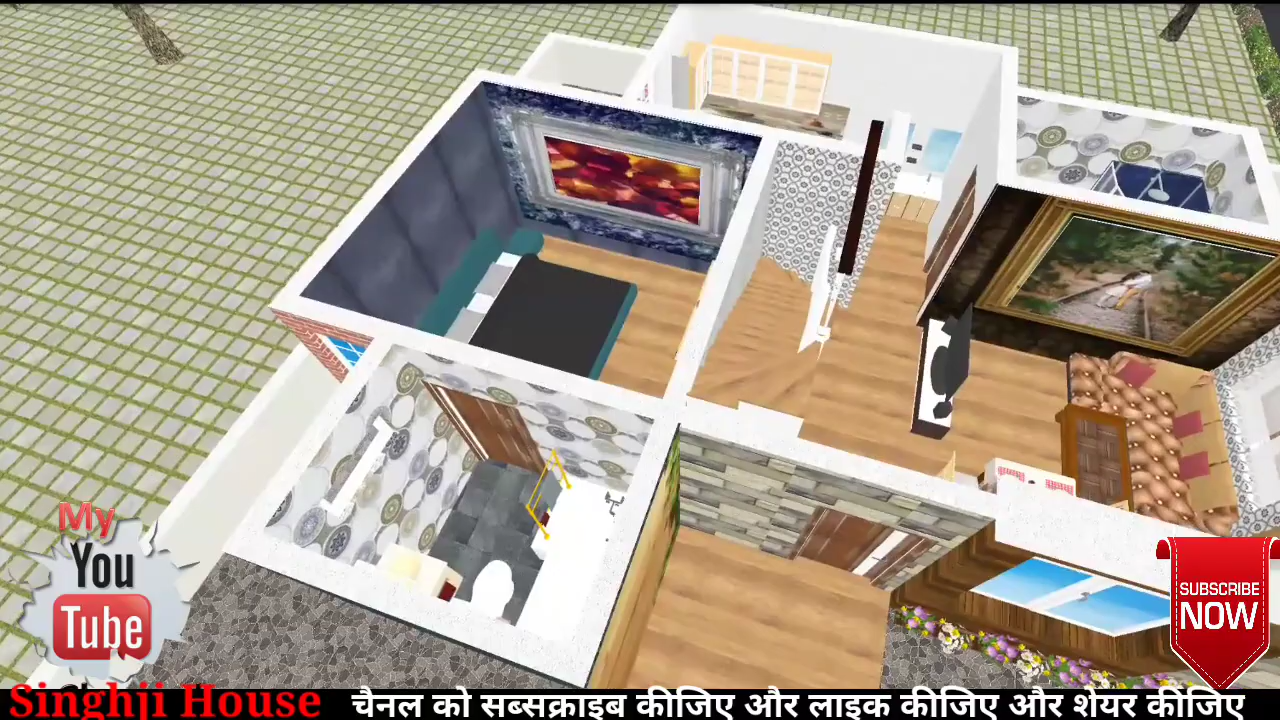 My
You
Tube
SUBSCRIBE
NOW
Singhji House
चैनल को सब्सक्राइब कीजिए और लाइक कीजिए और शेयर कीजिए